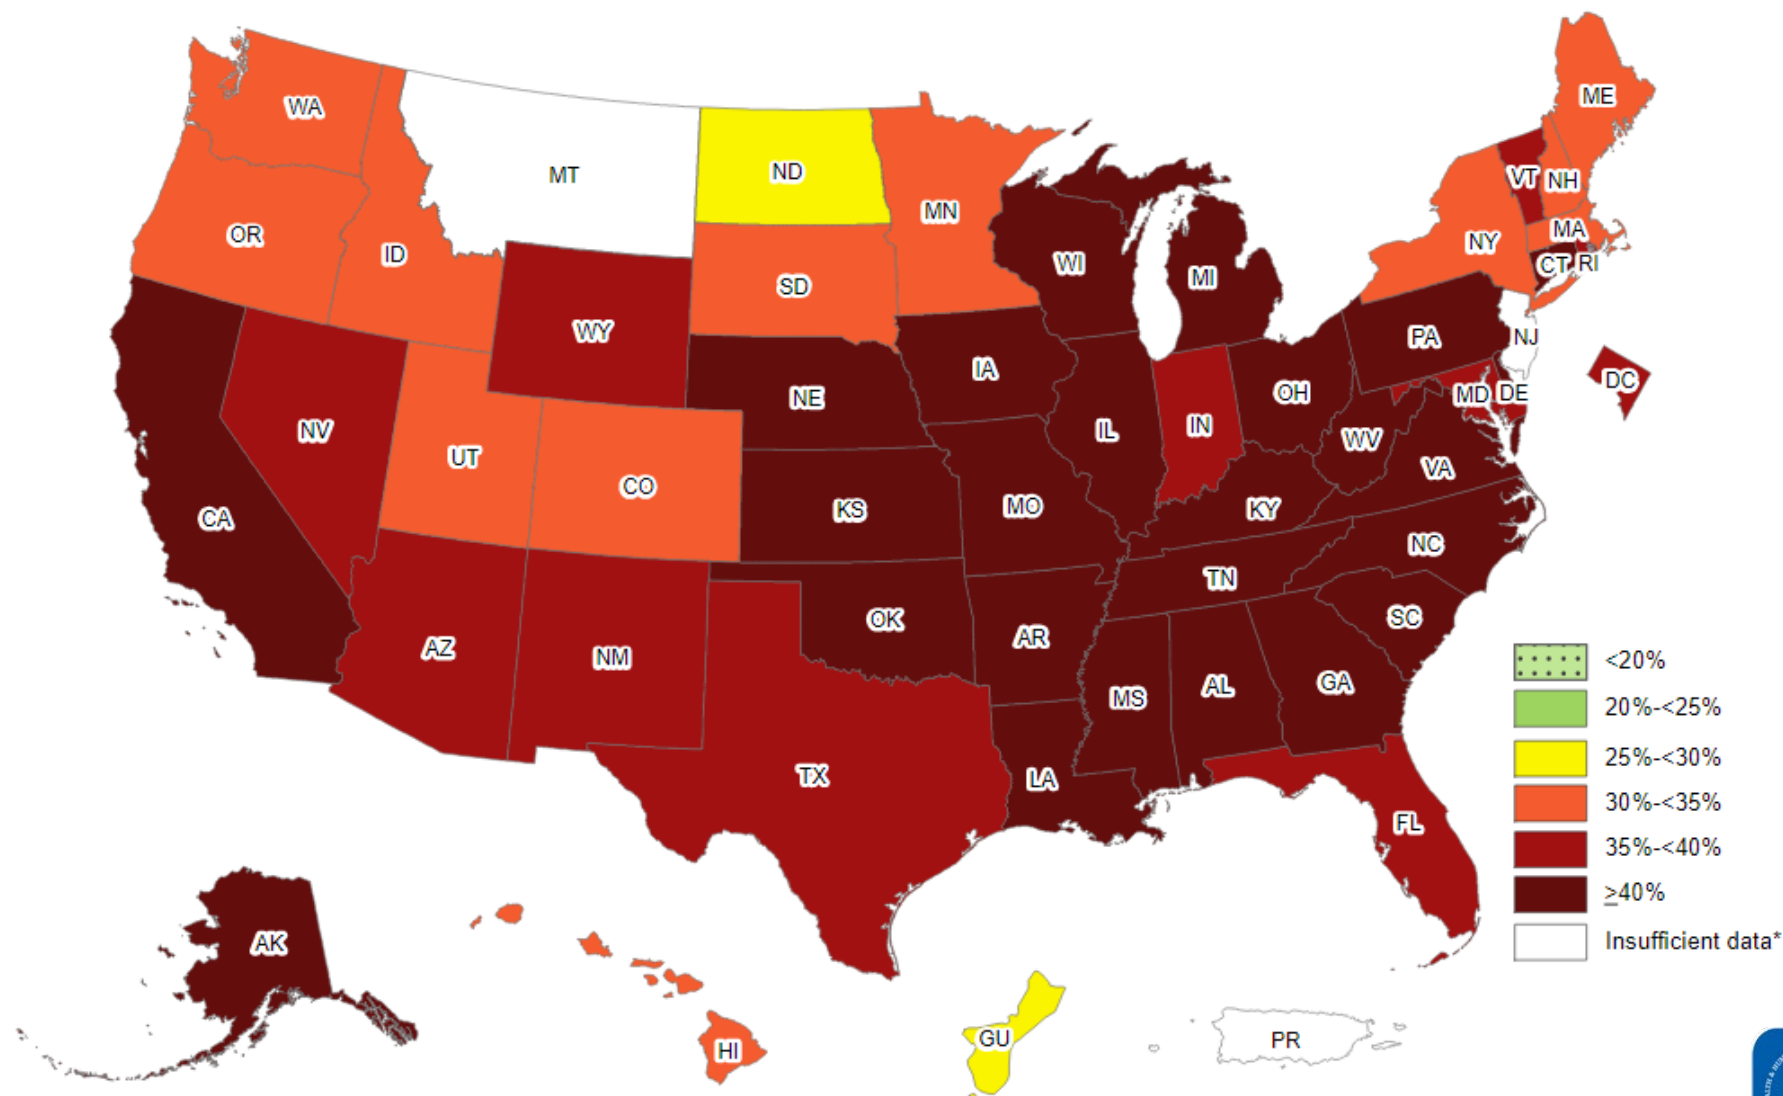 WA
ME
MT
ND
VT
NH
MN
OR
MA
NY
ID
WI
CT
RI
MI
SD
WY
PA
NJ
IA
DC
OH
MD
DE
NE
IN
NV
IL
WV
UT
VA
CO
KS
MO
KY
CA
NC
TN
OK
SC
AR
AZ
NM
<20%
GA
AL
MS
20%-<25%
25%-<30%
TX
LA
30%-<35%
FL
35%-<40%
≥40%
AK
Insufficient data*
GU
PR
HI